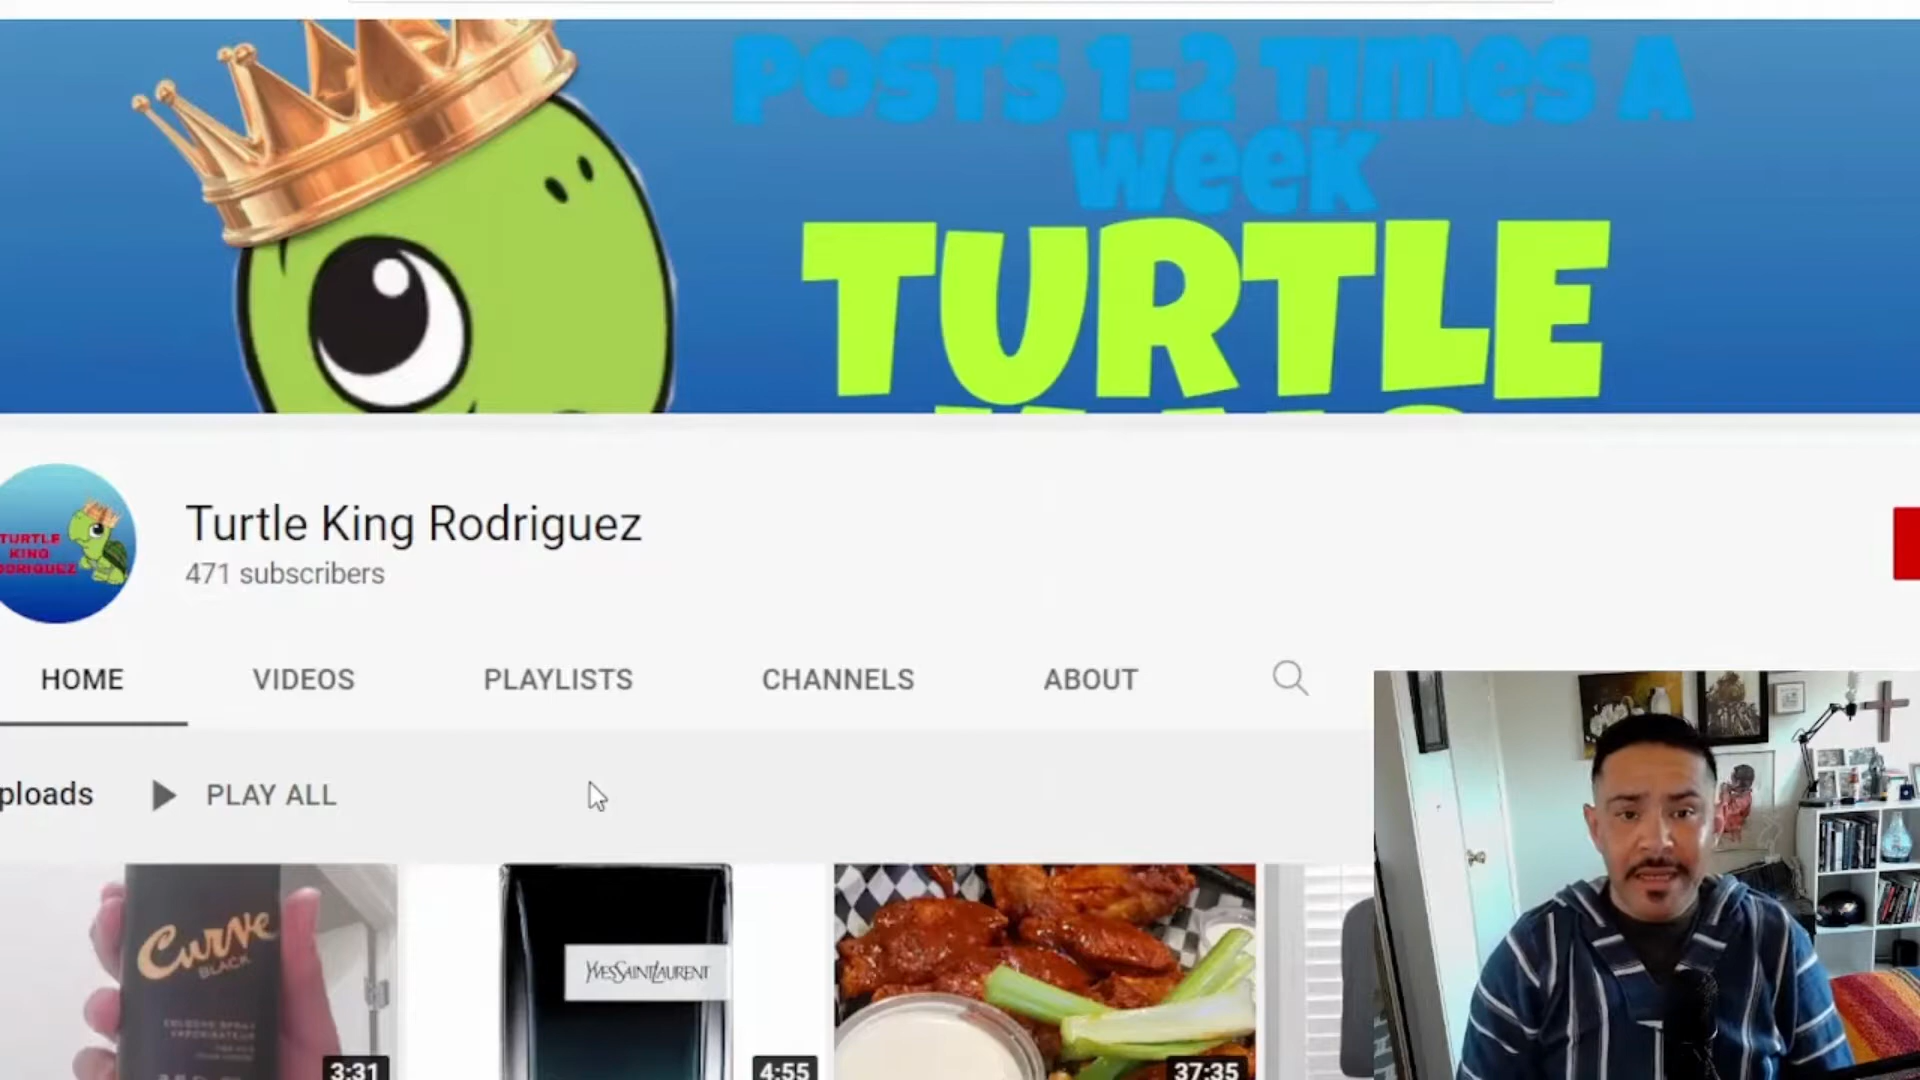 POSTS 1-2 TIMES A
WEEK
TURTLE
TURTLE
KING
Turtle King Rodriguez
471 subscribers
HOME
VIDEOS
PLAYLISTS
CHANNELS
ABOUT
ploads
PLAY ALL
Curve
BLACK
YVESSAINTLAURENT
3:31
4:55
37:35